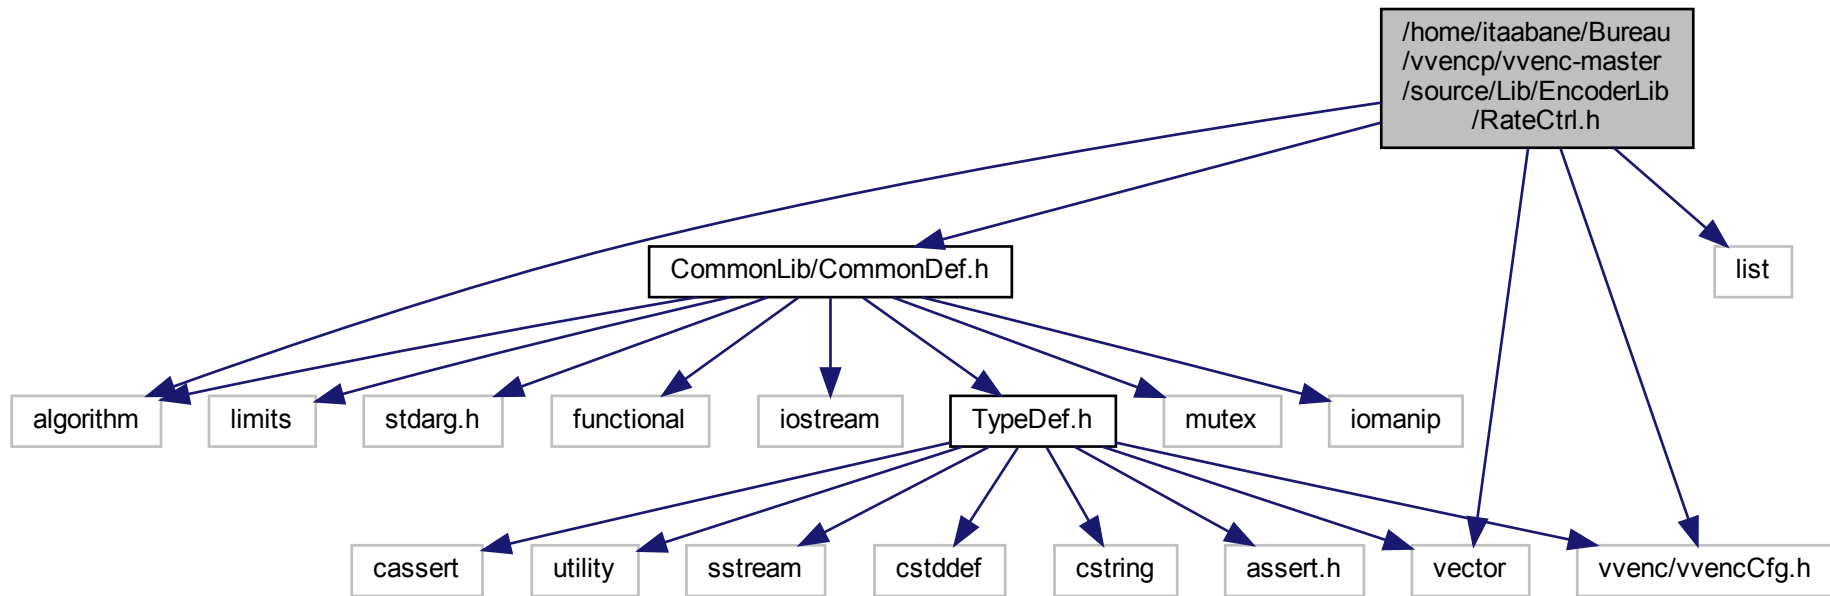 /home/itaabane/Bureau
/vvencp/vvenc-master
/source/Lib/EncoderLib
/RateCtrl.h
CommonLib/CommonDef.h
list
algorithm
limits
stdarg.h
functional
iostream
TypeDef.h
mutex
iomanip
cassert
utility
sstream
cstddef
cstring
assert.h
vector
vvenc/vvencCfg.h